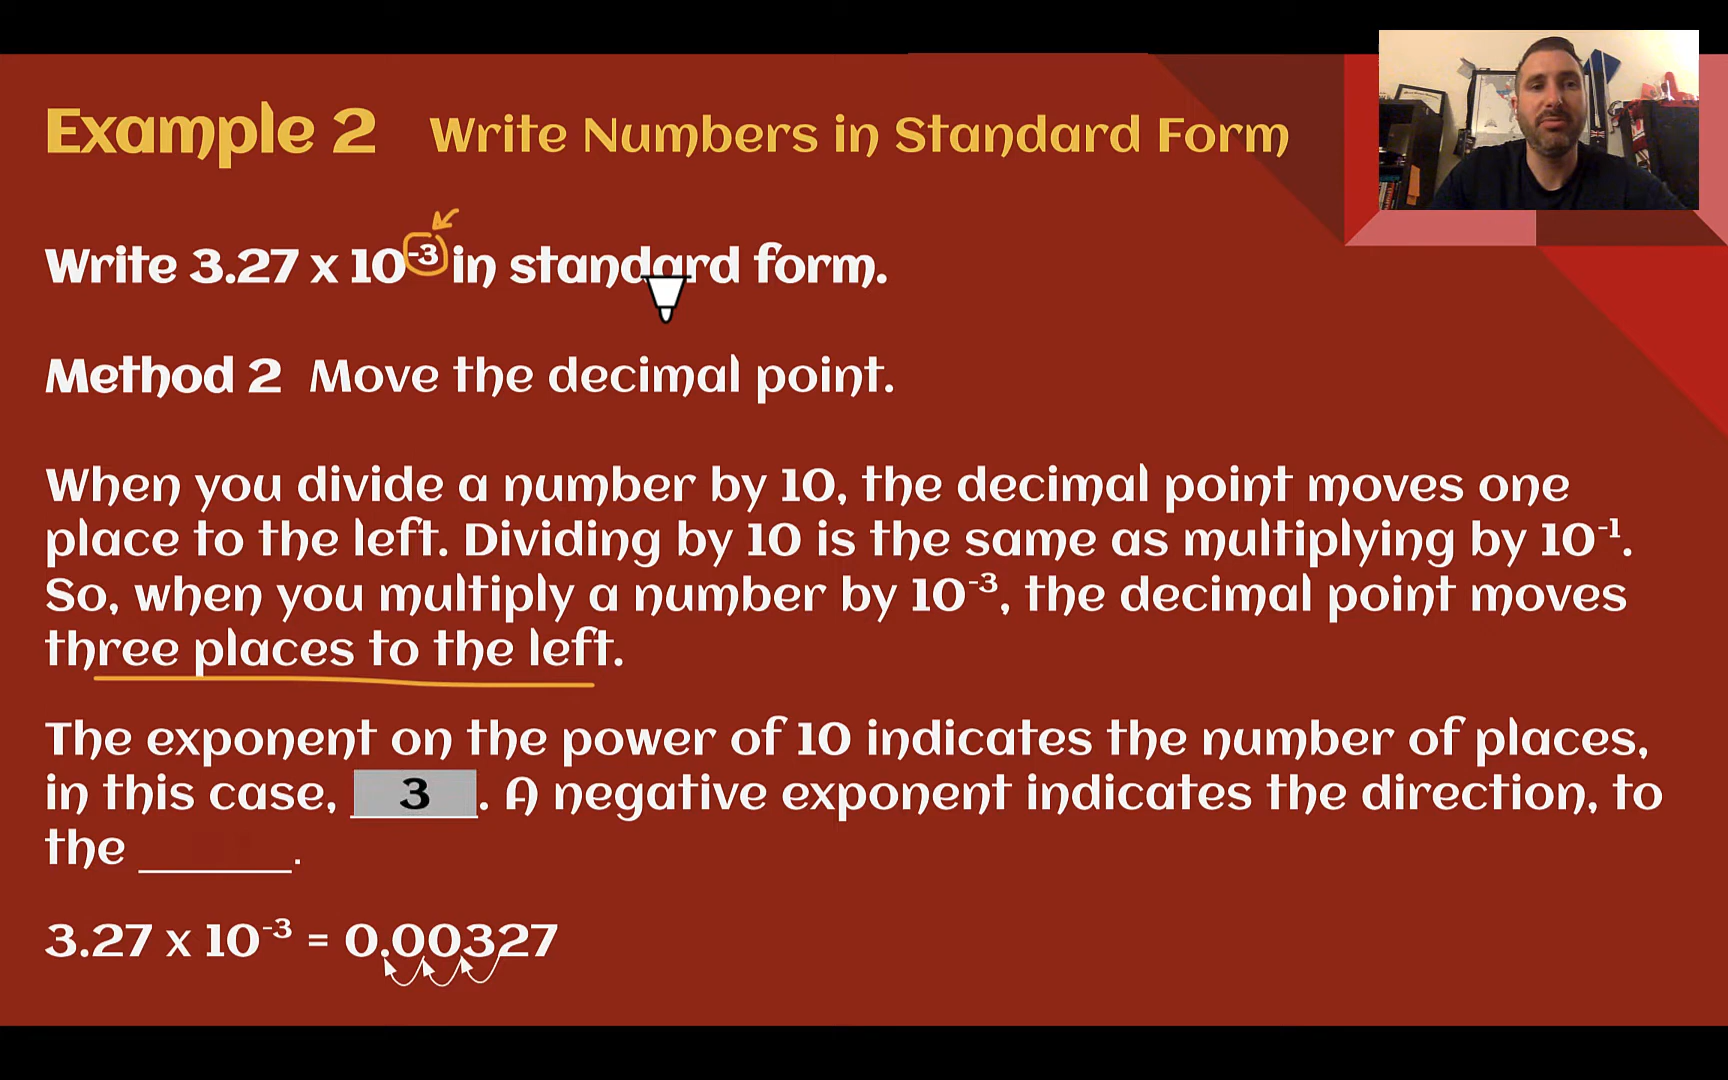 Example 2 Write Numbers in Standard Form
Write 3.27 x 10⁻³ in standard form.
Method 2 Move the decimal point.
When you divide a number by 10, the decimal point moves one
place to the left. Dividing by 10 is the same as multiplying by 10⁻¹.
So, when you multiply a number by 10⁻³, the decimal point moves
three places to the left.
The exponent on the power of 10 indicates the number of places,
in this case, 3. A negative exponent indicates the direction, to
the ______.
3.27 x 10⁻³ = 0.00327